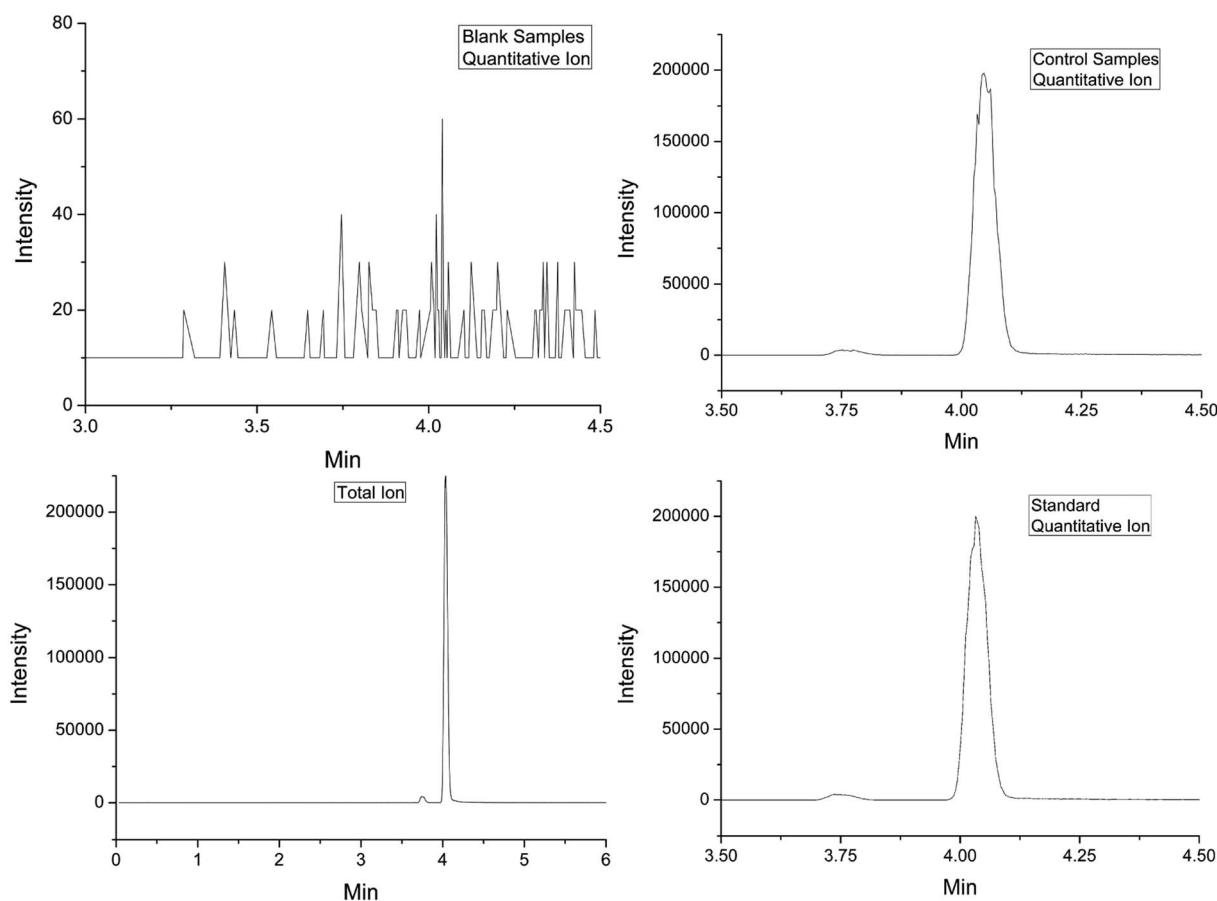 80
60
40
20
0
Intensity
Blank Samples
Quantitative Ion
3.0
3.5
4.0
4.5
Min
200000
150000
100000
50000
0
Intensity
Control Samples
Quantitative Ion
3.50
3.75
4.00
4.25
4.50
Min
200000
150000
100000
50000
0
Intensity
Total Ion
0
1
2
3
4
5
6
Min
200000
150000
100000
50000
0
Intensity
Standard
Quantitative Ion
3.50
3.75
4.00
4.25
4.50
Min